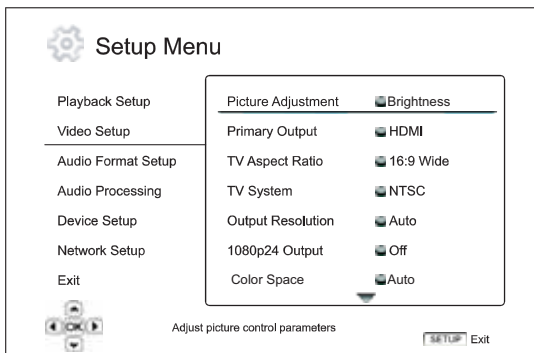 Setup Menu
Playback Setup
Video Setup
Audio Format Setup
Audio Processing
Device Setup
Network Setup
Exit
Picture Adjustment Brightness
Primary Output HDMI
TV Aspect Ratio 16:9 Wide
TV System NTSC
Output Resolution Auto
1080p24 Output Off
Color Space Auto
OK
Adjust picture control parameters
SETUP Exit